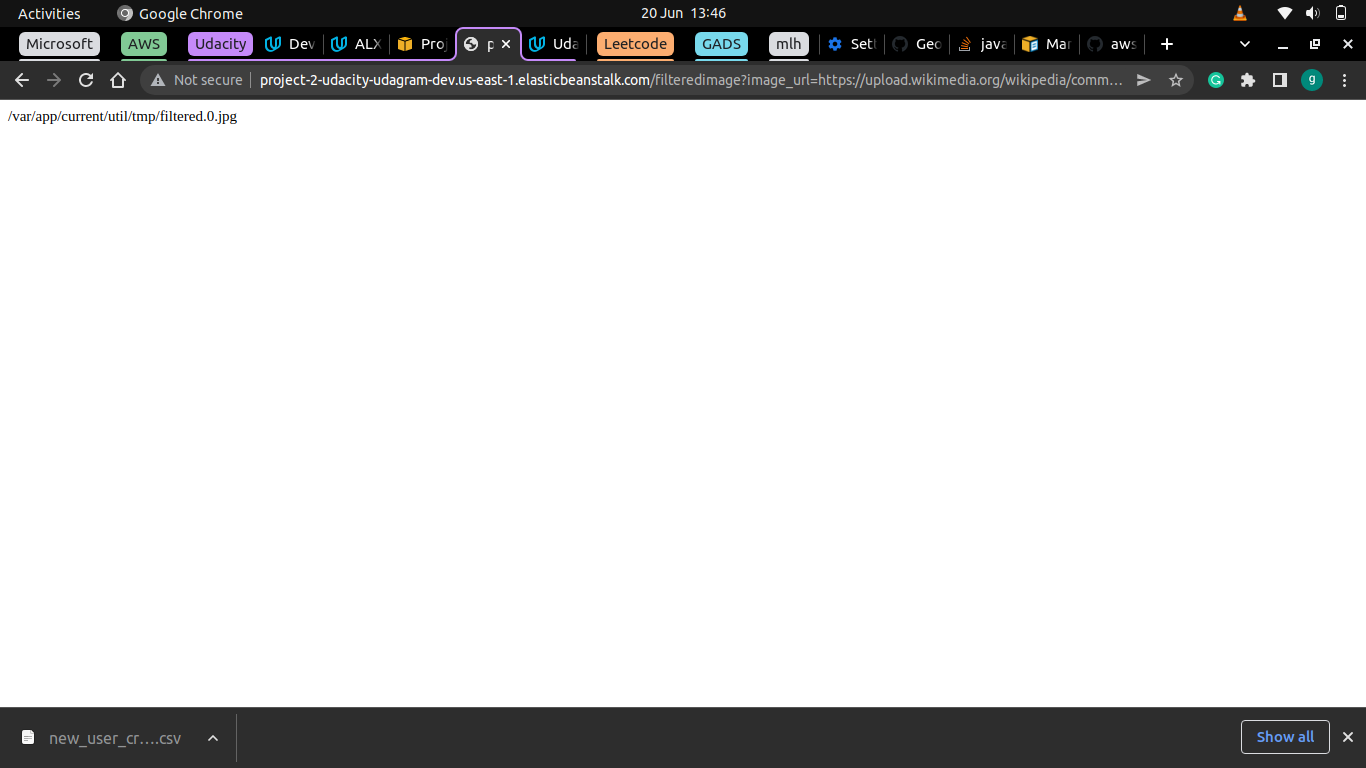 Activities Google Chrome 20 Jun 13:46
Microsoft AWS Udacity Dev ALX Proj p Uda Leetcode GADS mlh Sett Geo java Mar aws
Not secure project-2-udacity-udagram-dev.us-east-1.elasticbeanstalk.com/filteredimage?image_url=https://upload.wikimedia.org/wikipedia/comm… g
/var/app/current/util/tmp/filtered.0.jpg
new_user_cr….csv Show all